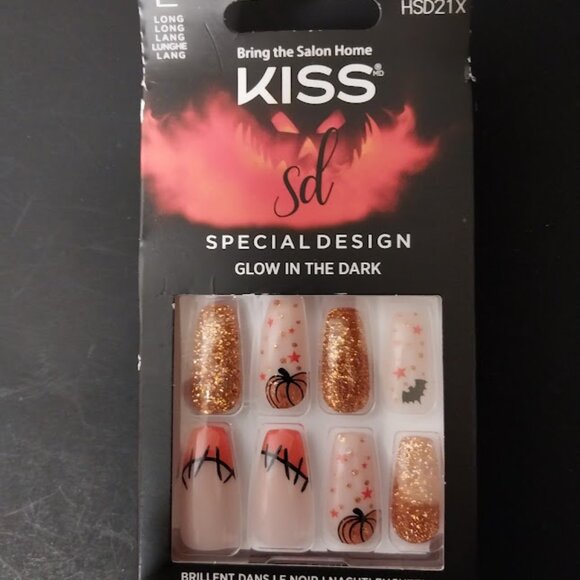 L
LONG
LONG
LANG
LUNGHE
LANG
HSD21X
Bring the Salon Home
KISS®
MD
sd
SPECIAL DESIGN
GLOW IN THE DARK
BRILLENT DANS LE NOIR